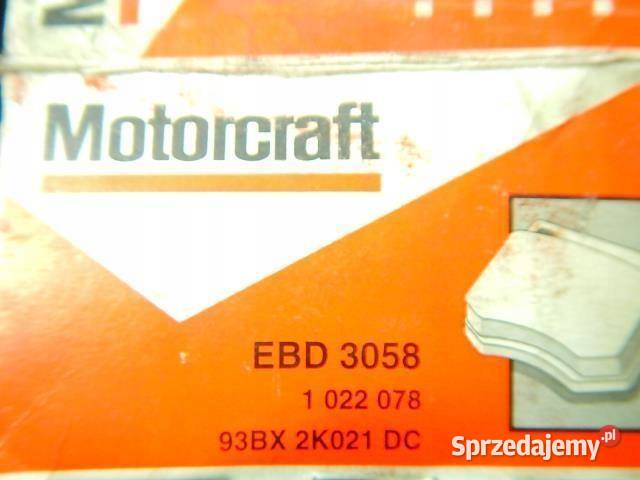 M
Motorcraft
EBD 3058
1 022 078
93BX 2K021 DC
Sprzedajemy.pl